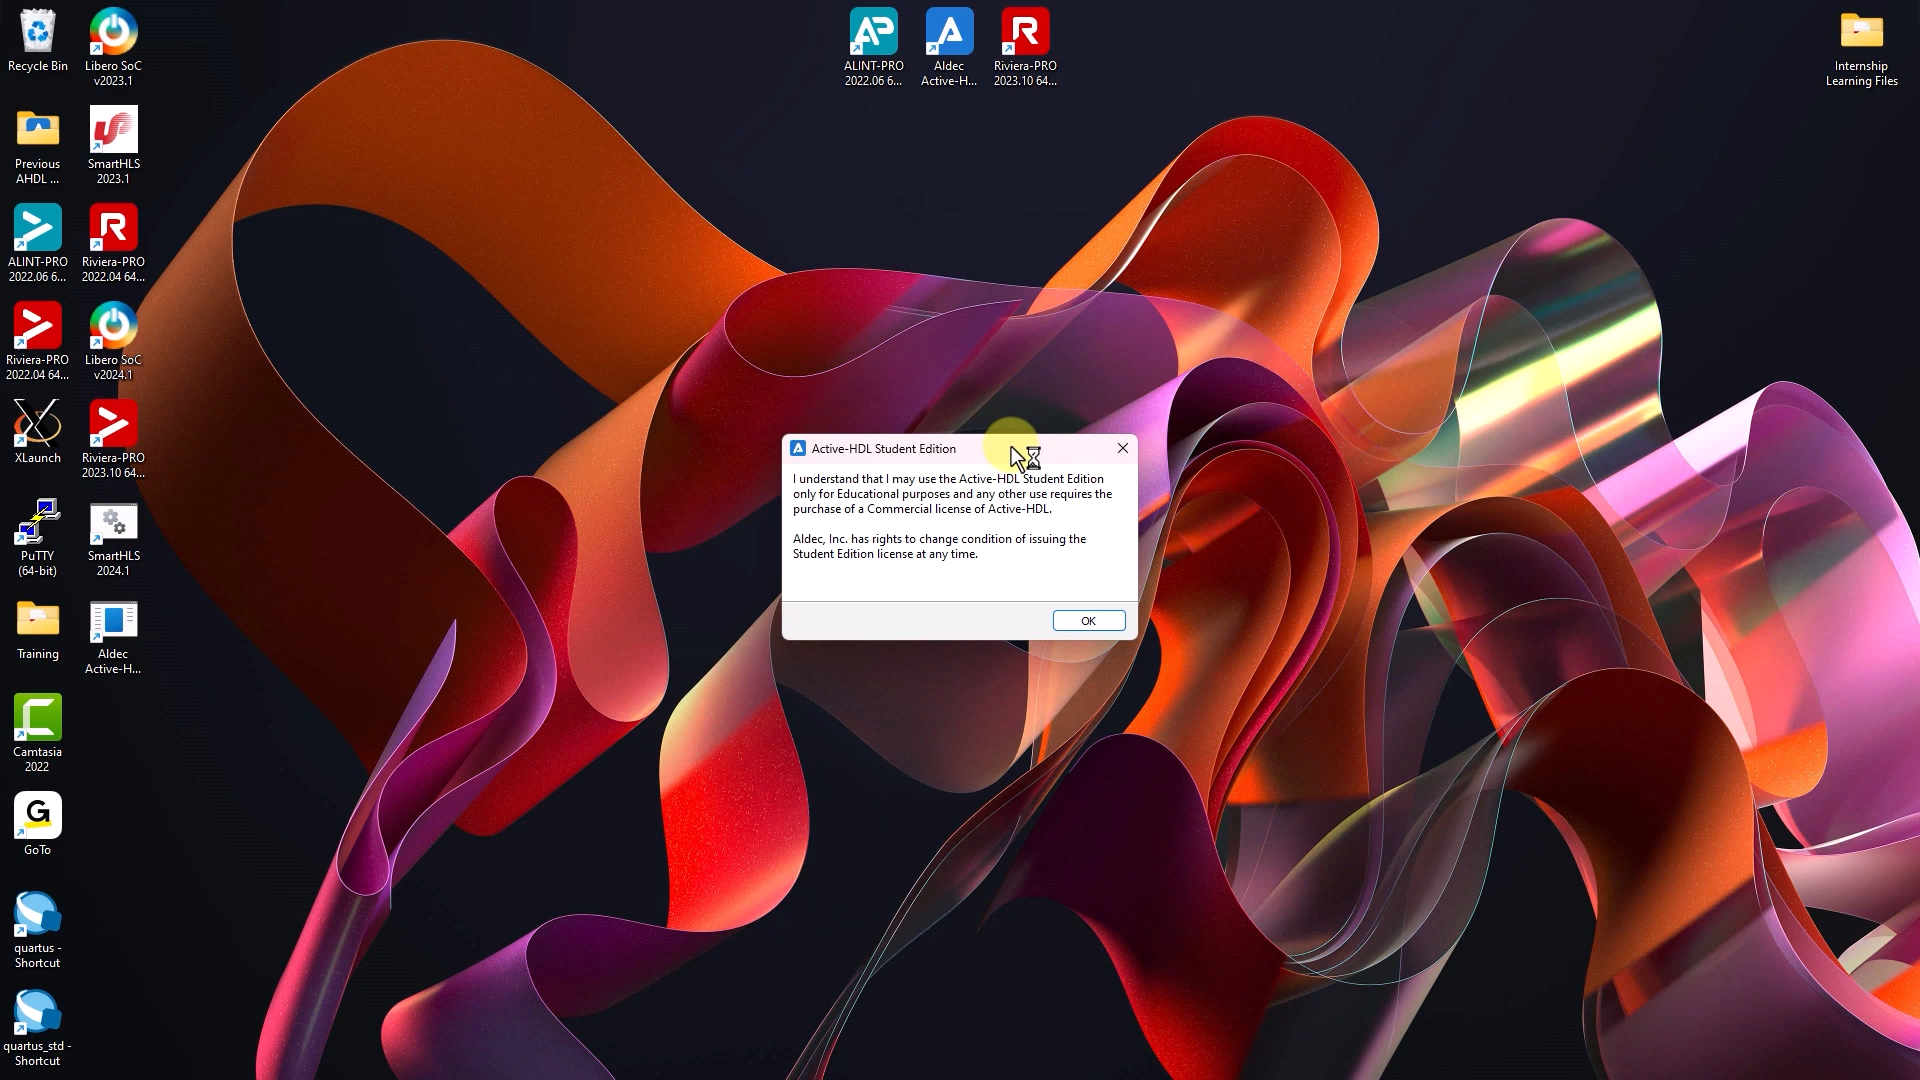 Recycle Bin
Libero SoC
v2023.1
Previous
AHDL ...
SmartHLS
2023.1
ALINT-PRO
2022.06 6...
Riviera-PRO
2022.04 64...
Riviera-PRO
2022.04 64...
Libero SoC
v2024.1
XLaunch
Riviera-PRO
2023.10 64...
PuTTY
(64-bit)
SmartHLS
2024.1
Training
Aldec
Active-H...
Camtasia
2022
G
GoTo
quartus -
Shortcut
quartus_std -
Shortcut
AP
ALINT-PRO
2022.06 6...
Aldec
Active-H...
R
Riviera-PRO
2023.10 64...
Internship
Learning Files
Active-HDL Student Edition
I understand that I may use the Active-HDL Student Edition
only for Educational purposes and any other use requires the
purchase of a Commercial license of Active-HDL.
Aldec, Inc. has rights to change condition of issuing the
Student Edition license at any time.
OK